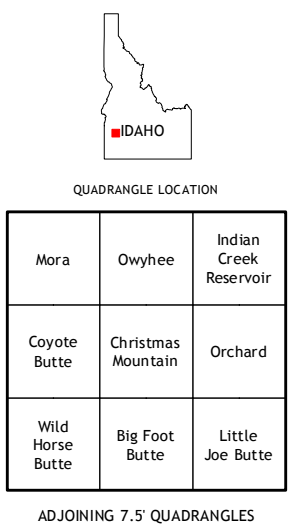 IDAHO
QUADRANGLE LOCATION
Mora
Owyhee
Indian
Creek
Reservoir
Coyote
Butte
Christmas
Mountain
Orchard
Wild
Horse
Butte
Big Foot
Butte
Little
Joe Butte
ADJOINING 7.5' QUADRANGLES